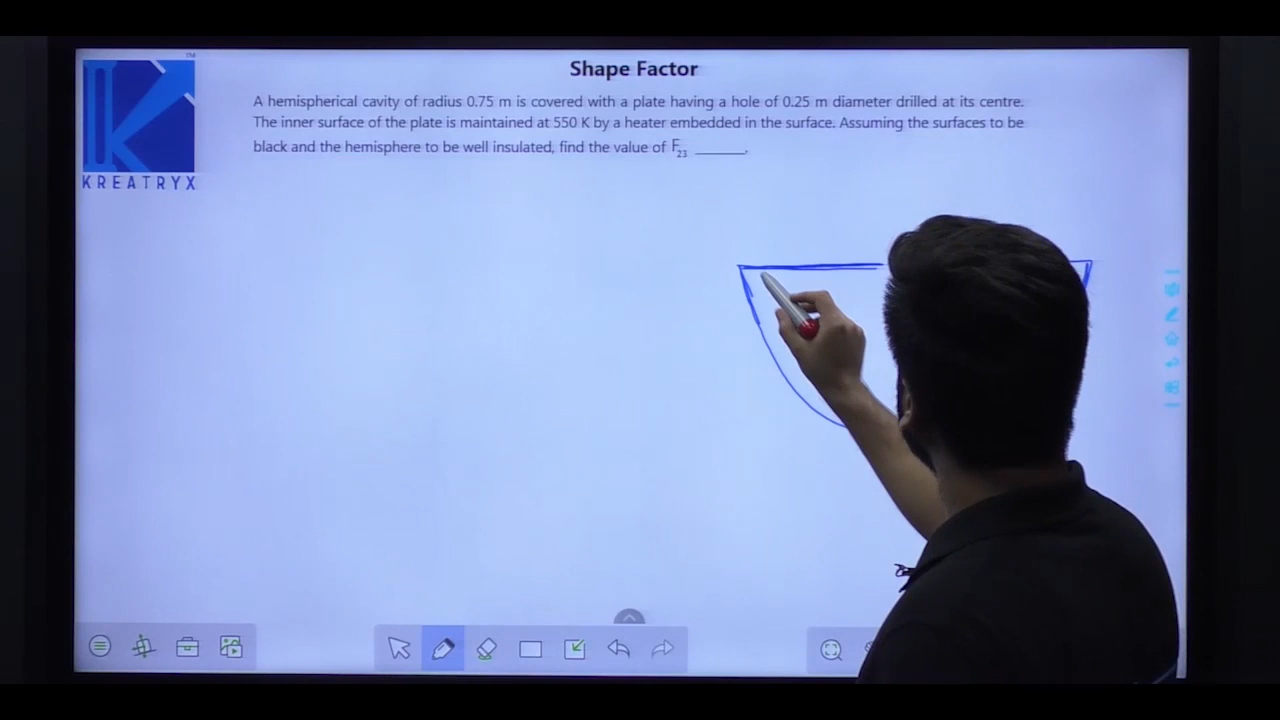 TM
Shape Factor
A hemispherical cavity of radius 0.75 m is covered with a plate having a hole of 0.25 m diameter drilled at its centre.
The inner surface of the plate is maintained at 550 K by a heater embedded in the surface. Assuming the surfaces to be
black and the hemisphere to be well insulated, find the value of F23 ______.
KREATRYX